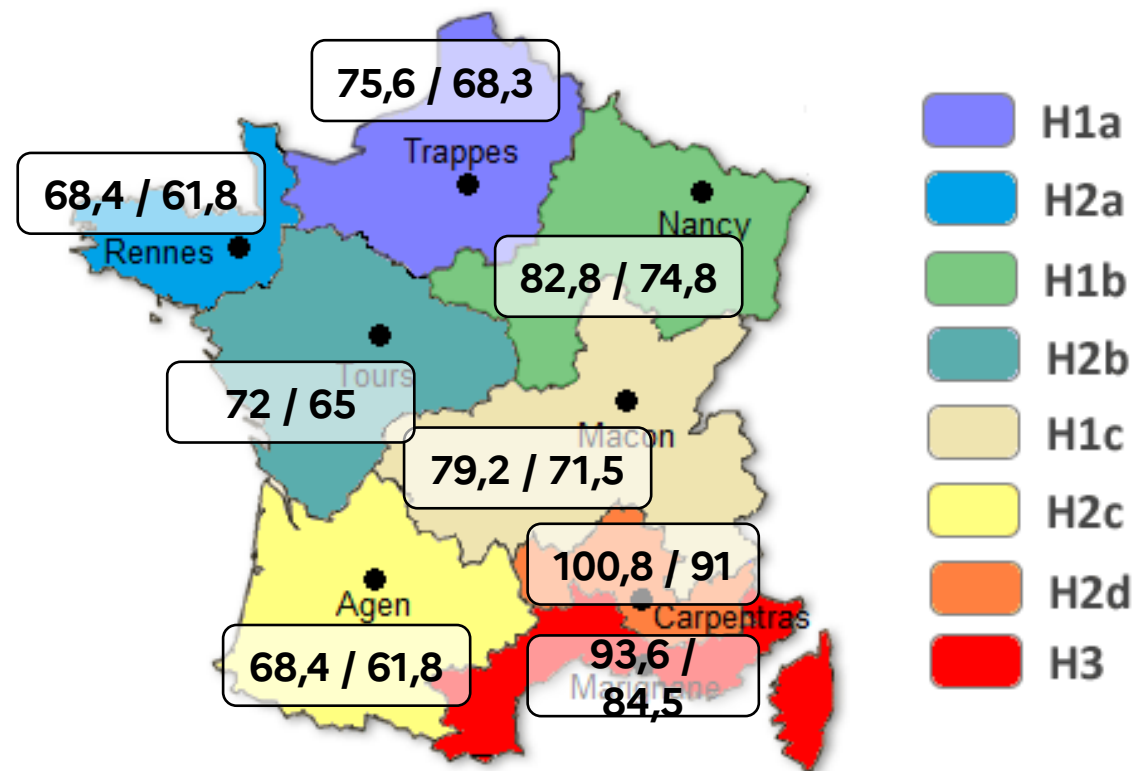 75,6 / 68,3
Trappes
68,4 / 61,8
Rennes
Nancy
82,8 / 74,8
Tours
72 / 65
Macon
79,2 / 71,5
100,8 / 91
Agen
Carpentras
68,4 / 61,8
93,6 /
84,5
Marignane
H1a
H2a
H1b
H2b
H1c
H2c
H2d
H3